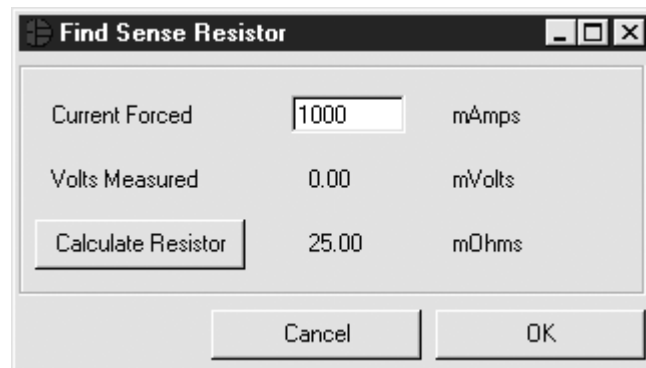 Find Sense Resistor
Current Forced 1000 mAmps
Volts Measured 0.00 mVolts
Calculate Resistor 25.00 mOhms
Cancel OK